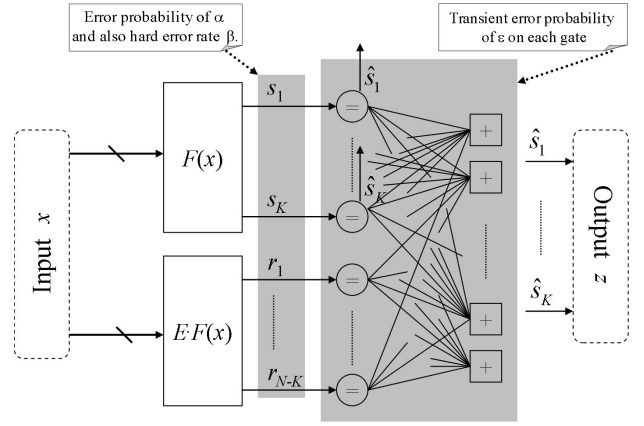 Error probability of α
and also hard error rate β.
Transient error probability
of ε on each gate
Input x
F(x)
E·F(x)
s1
sK
r1
rN-K
ŝ1
ŝK
=
=
=
=
+
+
+
+
ŝ1
ŝK
Output z